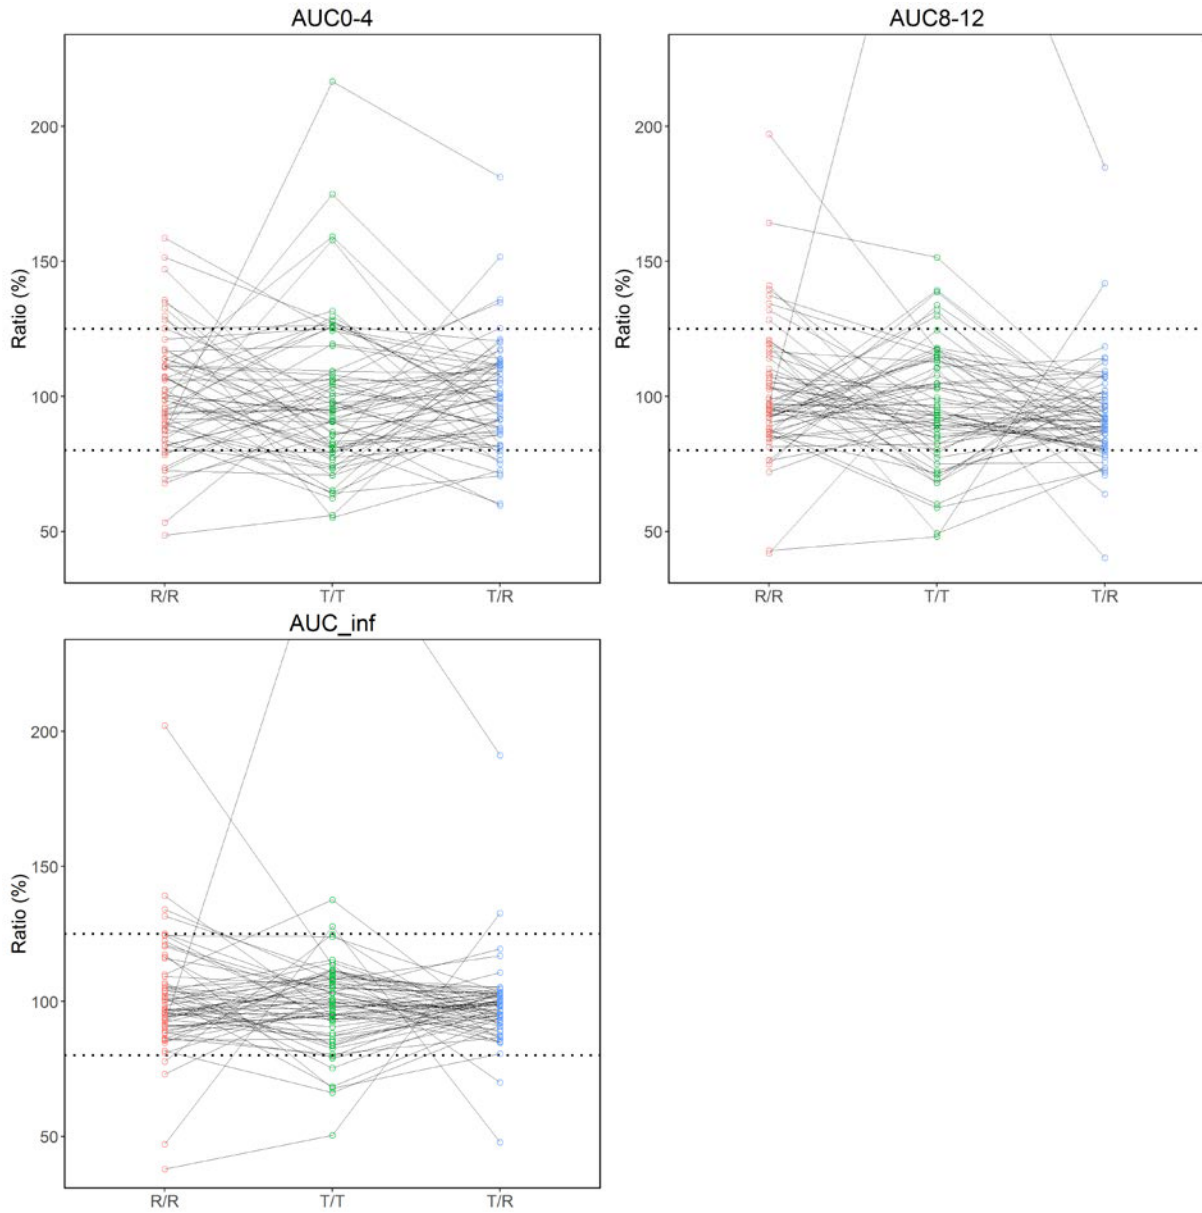 AUC0-4
AUC8-12
Ratio (%)
200
150
100
50
R/R
T/T
T/R
Ratio (%)
200
150
100
50
R/R
T/T
T/R
AUC_inf
Ratio (%)
200
150
100
50
R/R
T/T
T/R